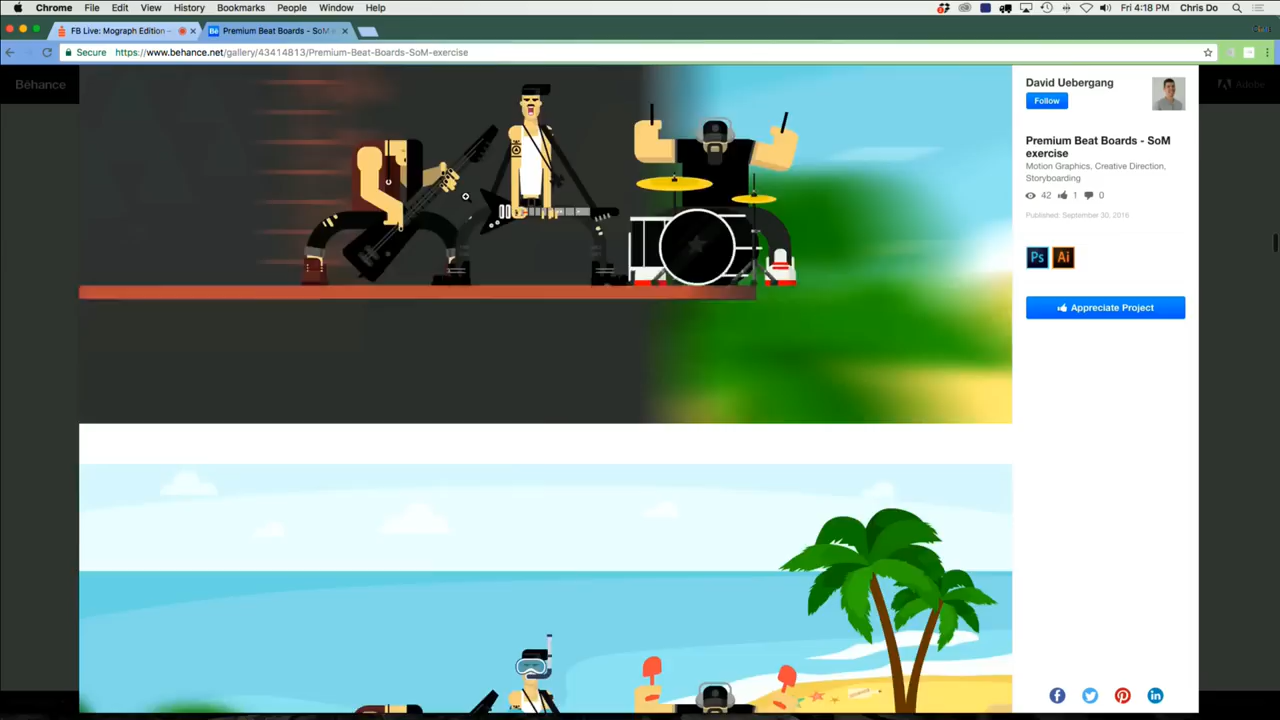 Chrome File Edit View History Bookmarks People Window Help Fri 4:18 PM Chris Do
FB Live: Mograph Edition - Premium Beat Boards - SoM e
Secure https://www.behance.net/gallery/43414813/Premium-Beat-Boards-SoM-exercise
Bēhance
Adobe
David Uebergang
Follow
Premium Beat Boards - SoM
exercise
Motion Graphics, Creative Direction,
Storyboarding
42 1 0
Published: September 30, 2016
Ps Ai
Appreciate Project